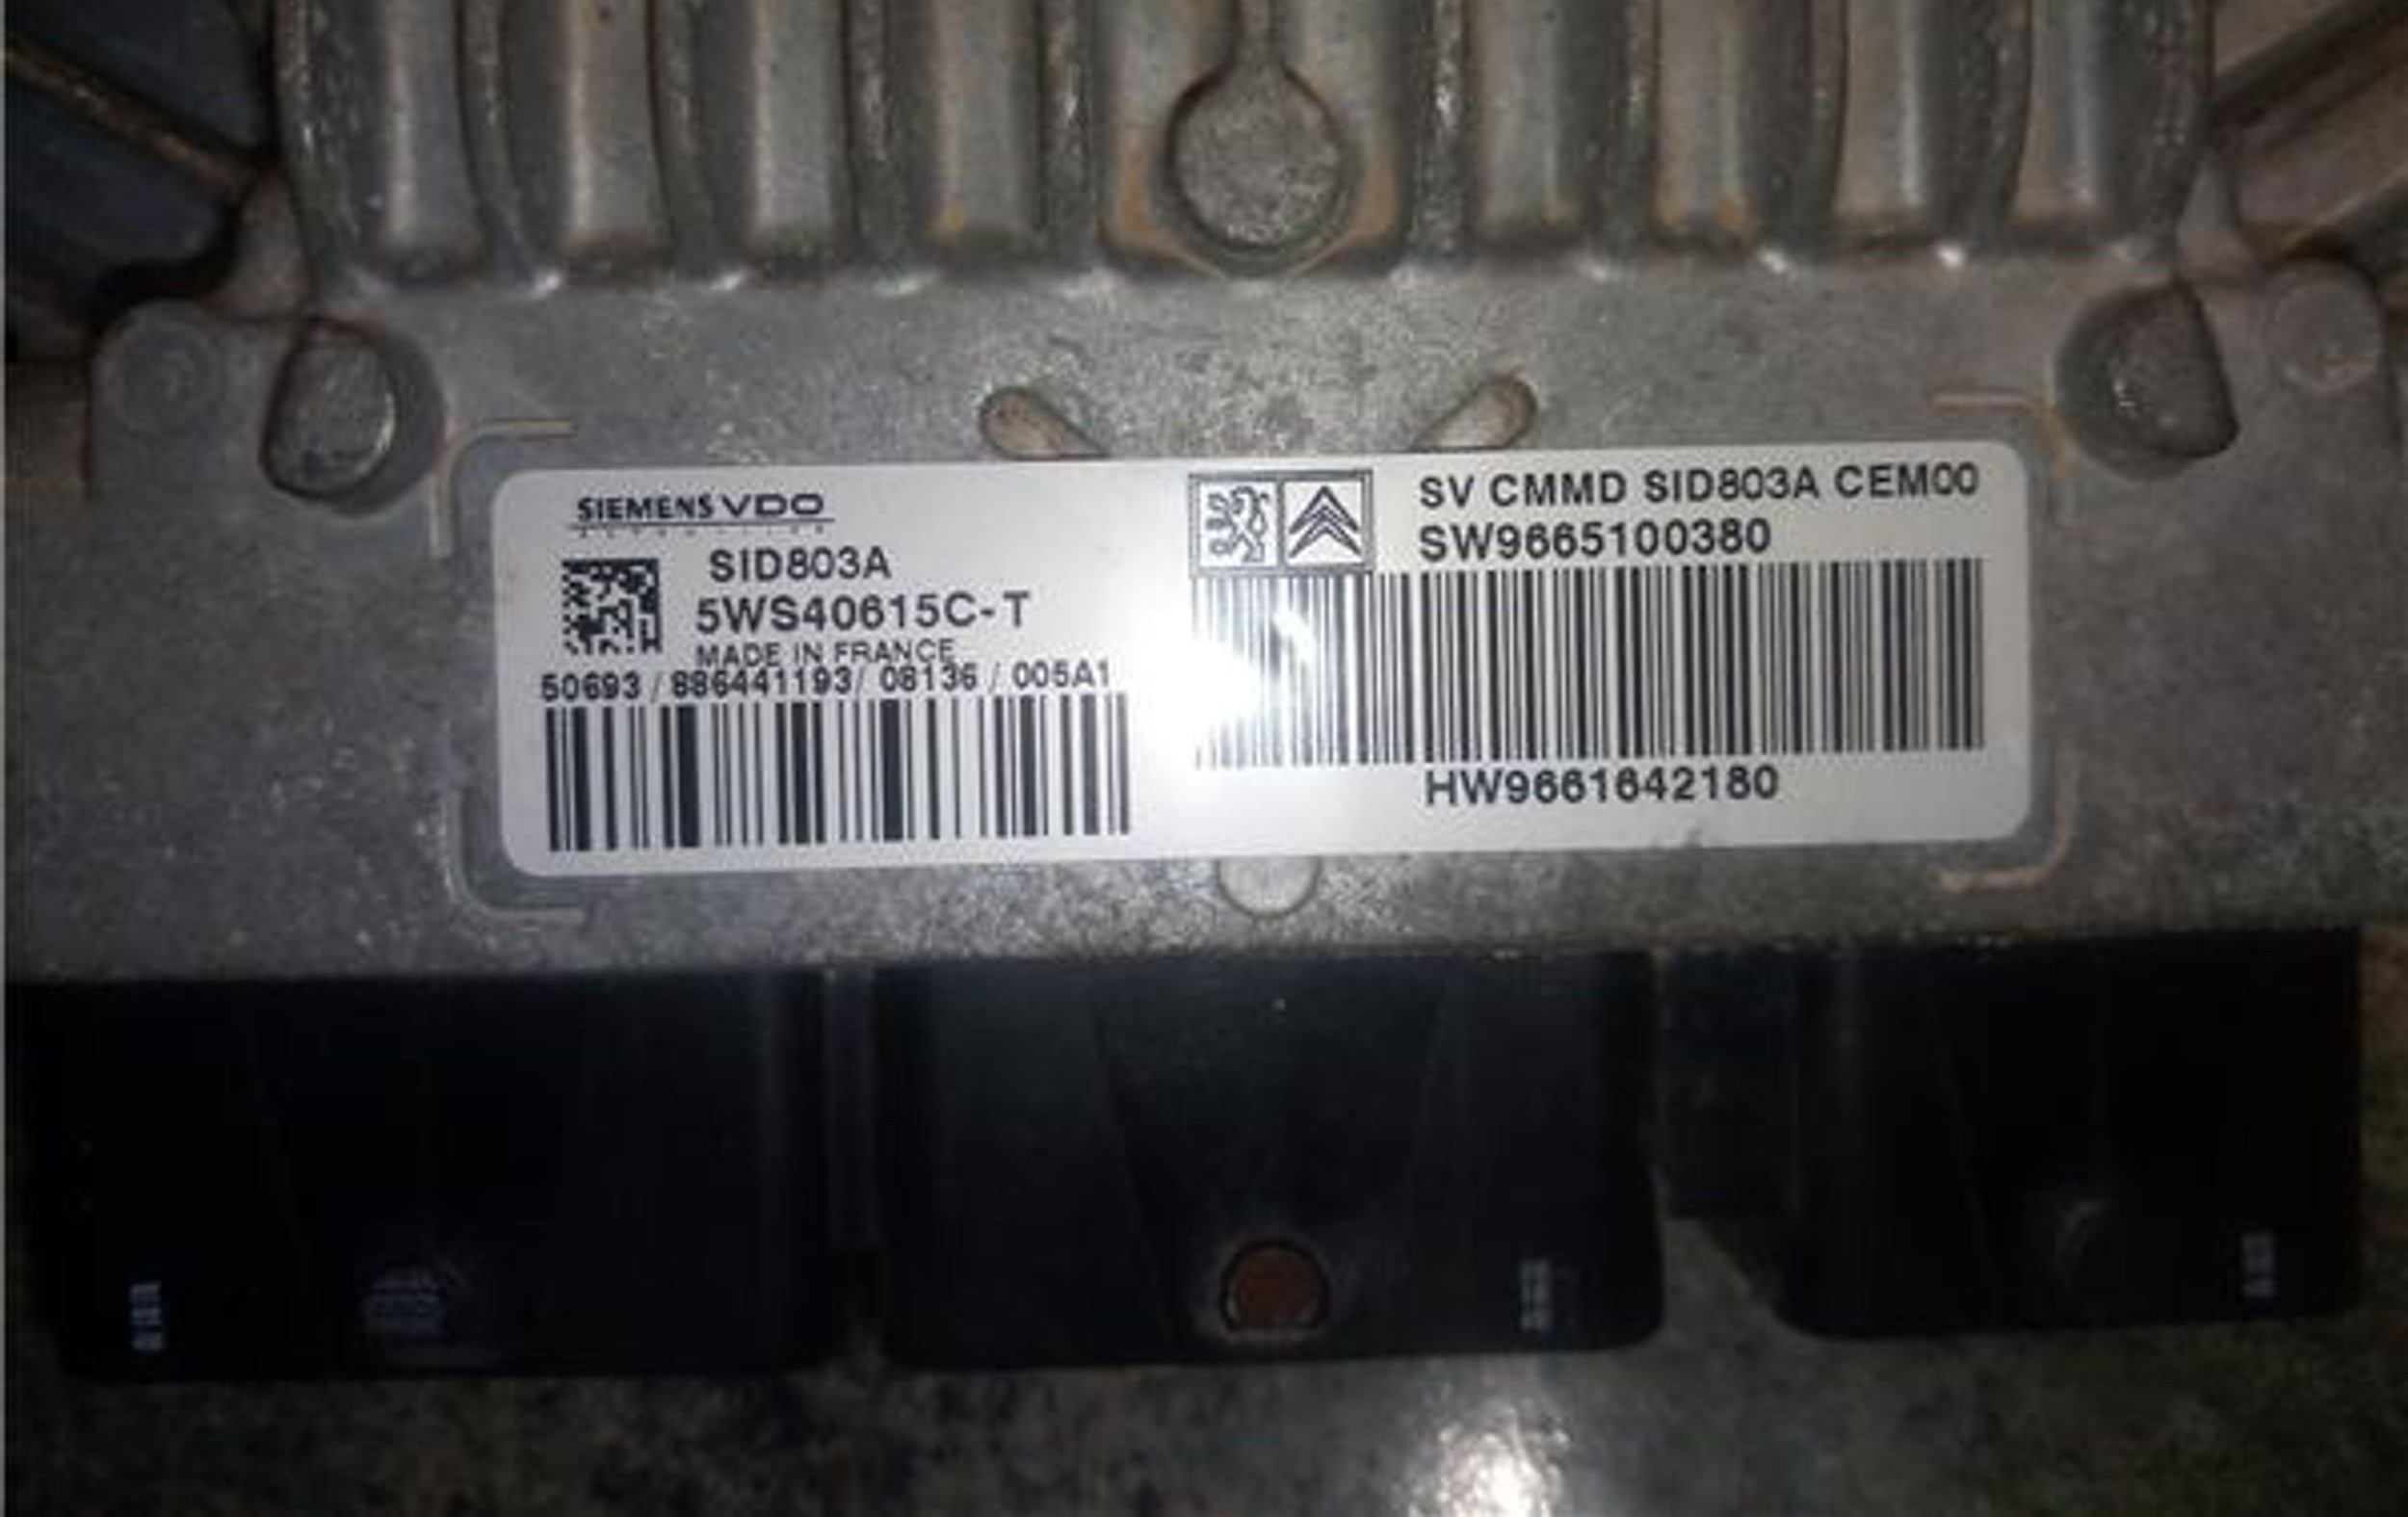 SIEMENS VDO
SID803A
5WS40615C-T
MADE IN FRANCE
50693 / 886441193/ 08136 / 005A1
SV CMMD SID803A CEM00
SW9665100380
HW9661642180